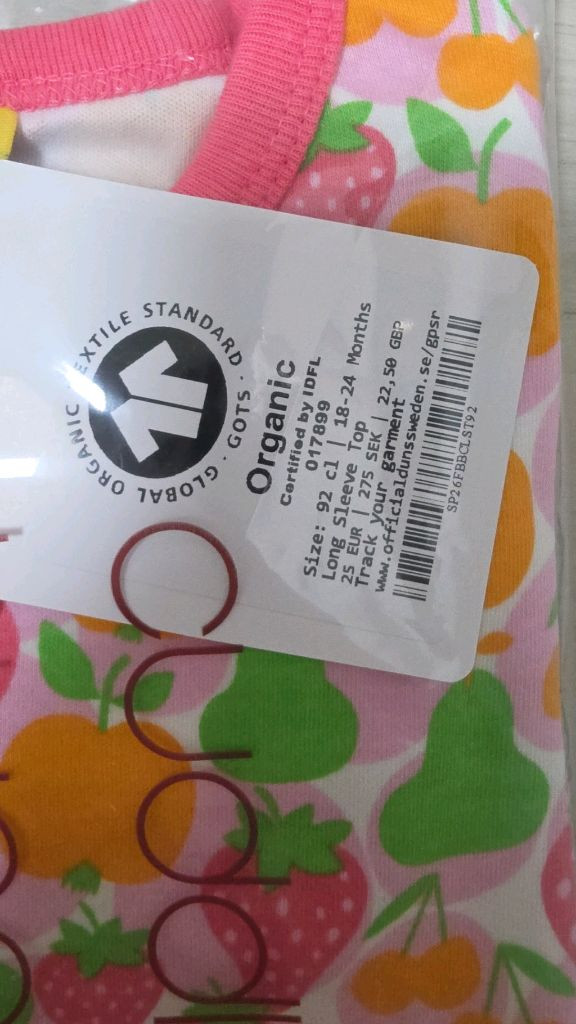 GLOBAL ORGANIC TEXTILE STANDARD · GOTS ·
Organic
Certified by IDFL
017899
Size: 92 cl | 18-24 Months
Long Sleeve Top
25 EUR | 275 SEK | 22,50 GBP
Track your garment
www.officialdunssweden.se/gpsr
SP26FBBCLST92